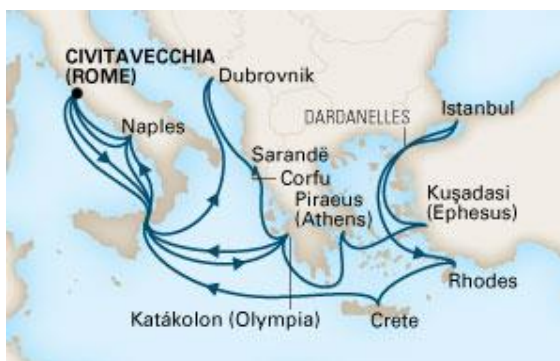 CIVITAVECCHIA
(ROME)
Dubrovnik
Naples
DARDANELLES
Istanbul
Sarandë
Corfu
Piraeus
(Athens)
Kuşadasi
(Ephesus)
Rhodes
Katákolon (Olympia)
Crete